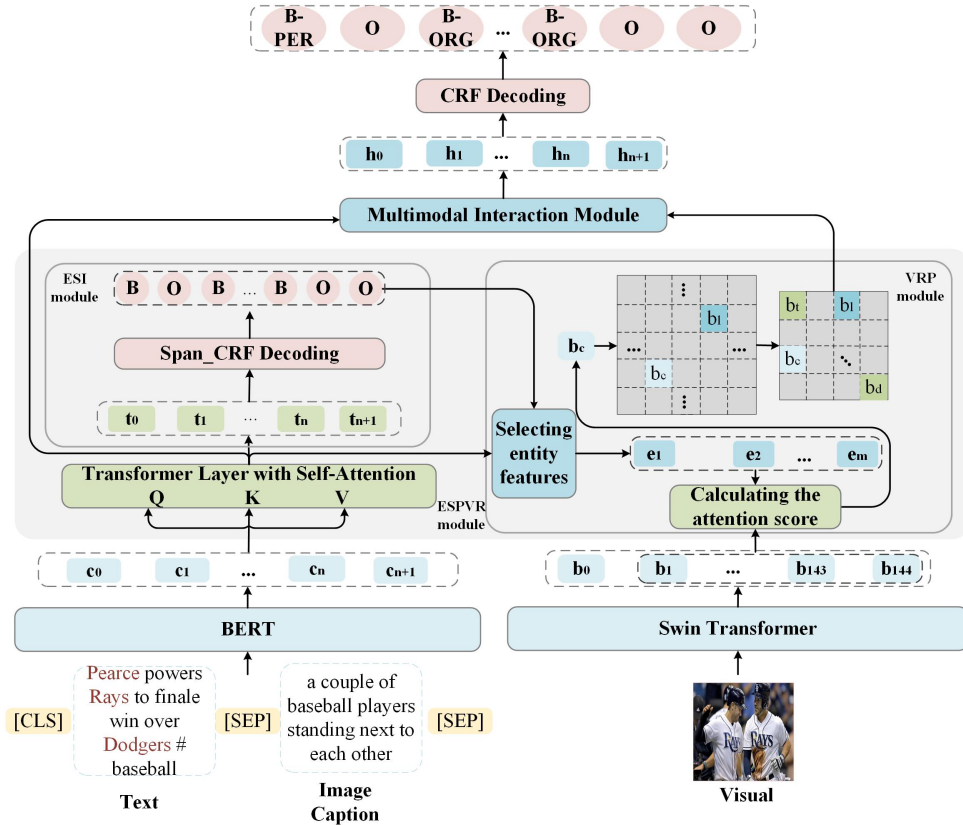 B-PER O B-ORG ... B-ORG O O
CRF Decoding
h0 h1 ... hn hn+1
Multimodal Interaction Module
ESI module
B O B ... B O O
Span_CRF Decoding
t0 t1 ... tn tn+1
Transformer Layer with Self-Attention
Q K V
ESPVR module
VRP module
bc
... bl
... ...
bc
...
bt bl
bc ...
bd
Selecting
entity
features
e1 e2 ... em
Calculating the
attention score
c0 c1 ... cn cn+1
b0 b1 ... b143 b144
BERT
Swin Transformer
[CLS]
Pearce powers
Rays to finale
win over
Dodgers #
baseball
[SEP]
a couple of
baseball players
standing next to
each other
[SEP]
RAYS RAYS
Text
Image
Caption
Visual